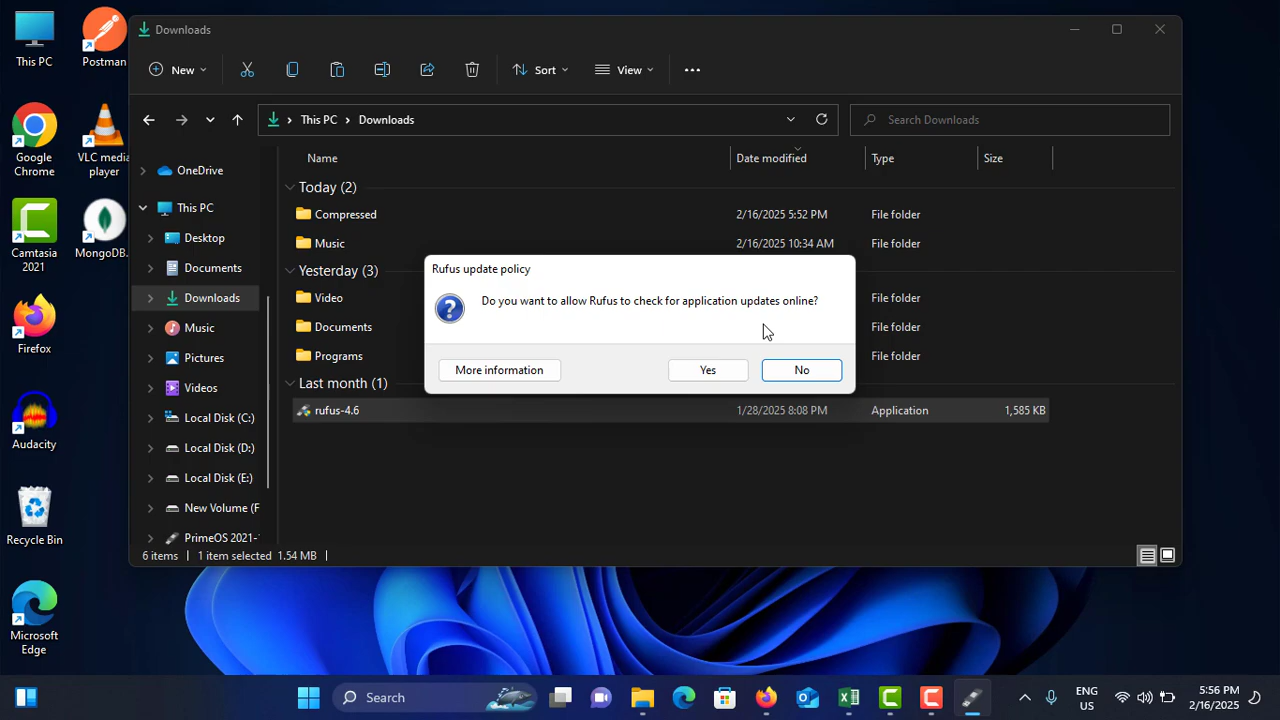 This PC
Postman
Google
Chrome
VLC media
player
Camtasia
2021
MongoDB.
Firefox
Audacity
Recycle Bin
Microsoft
Edge
Downloads
New
Sort
View
This PC
Downloads
Search Downloads
OneDrive
This PC
Desktop
Documents
Downloads
Music
Pictures
Videos
Local Disk (C:)
Local Disk (D:)
Local Disk (E:)
New Volume (F
PrimeOS 2021-1
Name Date modified Type Size
Today (2)
Compressed 2/16/2025 5:52 PM File folder
Music 2/16/2025 10:34 AM File folder
Yesterday (3)
Video File folder
Documents File folder
Programs File folder
Last month (1)
rufus-4.6 1/28/2025 8:08 PM Application 1,585 KB
Rufus update policy
Do you want to allow Rufus to check for application updates online?
More information Yes No
6 items 1 item selected 1.54 MB
Search
ENG
US
5:56 PM
2/16/2025